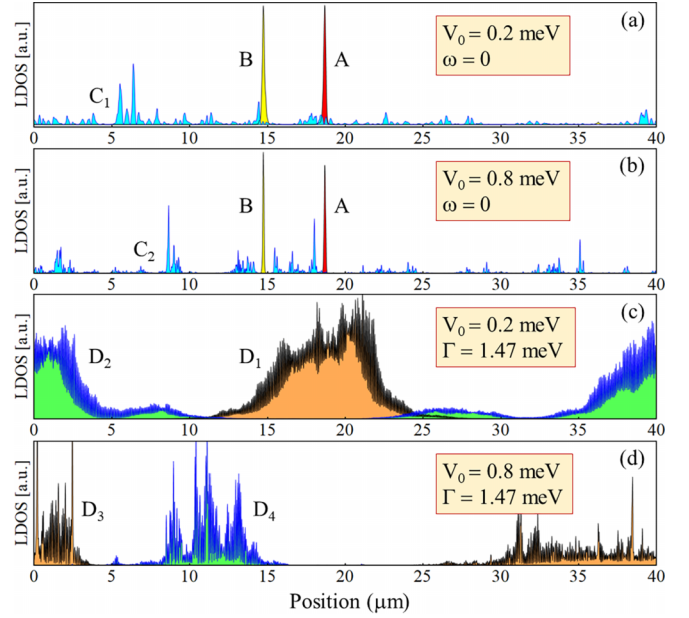 LDOS [a.u.]
(a)
V₀ = 0.2 meV
ω = 0
B
A
C₁
0 5 10 15 20 25 30 35 40
LDOS [a.u.]
(b)
V₀ = 0.8 meV
ω = 0
B
A
C₂
0 5 10 15 20 25 30 35 40
LDOS [a.u.]
(c)
V₀ = 0.2 meV
Γ = 1.47 meV
D₂
D₁
0 5 10 15 20 25 30 35 40
LDOS [a.u.]
(d)
V₀ = 0.8 meV
Γ = 1.47 meV
D₃
D₄
0 5 10 15 20 25 30 35 40
Position (μm)